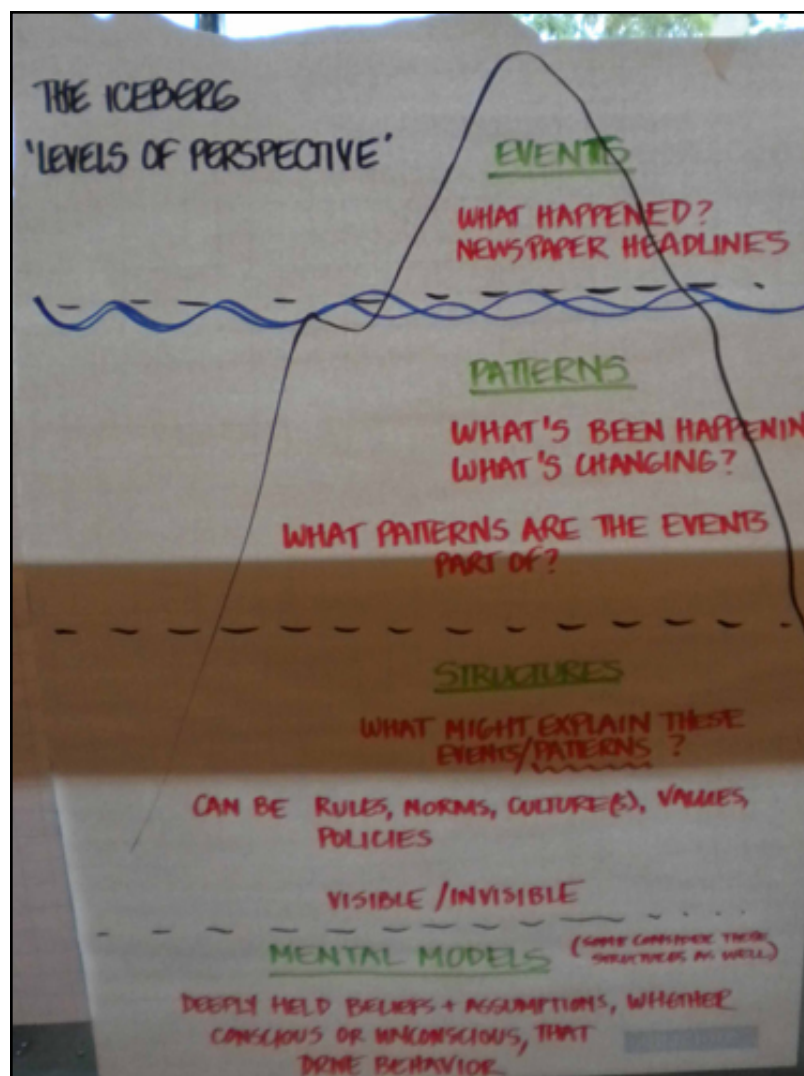 THE ICEBERG
'LEVELS OF PERSPECTIVE'
EVENTS
WHAT HAPPENED?
NEWSPAPER HEADLINES
PATTERNS
WHAT'S BEEN HAPPENIN
WHAT'S CHANGING?
WHAT PATTERNS ARE THE EVENTS
PART OF?
STRUCTURES
WHAT MIGHT EXPLAIN THESE
EVENTS/PATTERNS?
CAN BE RULES, NORMS, CULTURE(S), VALUES,
POLICIES
VISIBLE/INVISIBLE
MENTAL MODELS (SOME CONSIDER THESE
STRUCTURES AS WELL)
DEEPLY HELD BELIEFS + ASSUMPTIONS, WHETHER
CONSCIOUS OR UNCONSCIOUS, THAT
DRIVE BEHAVIOR